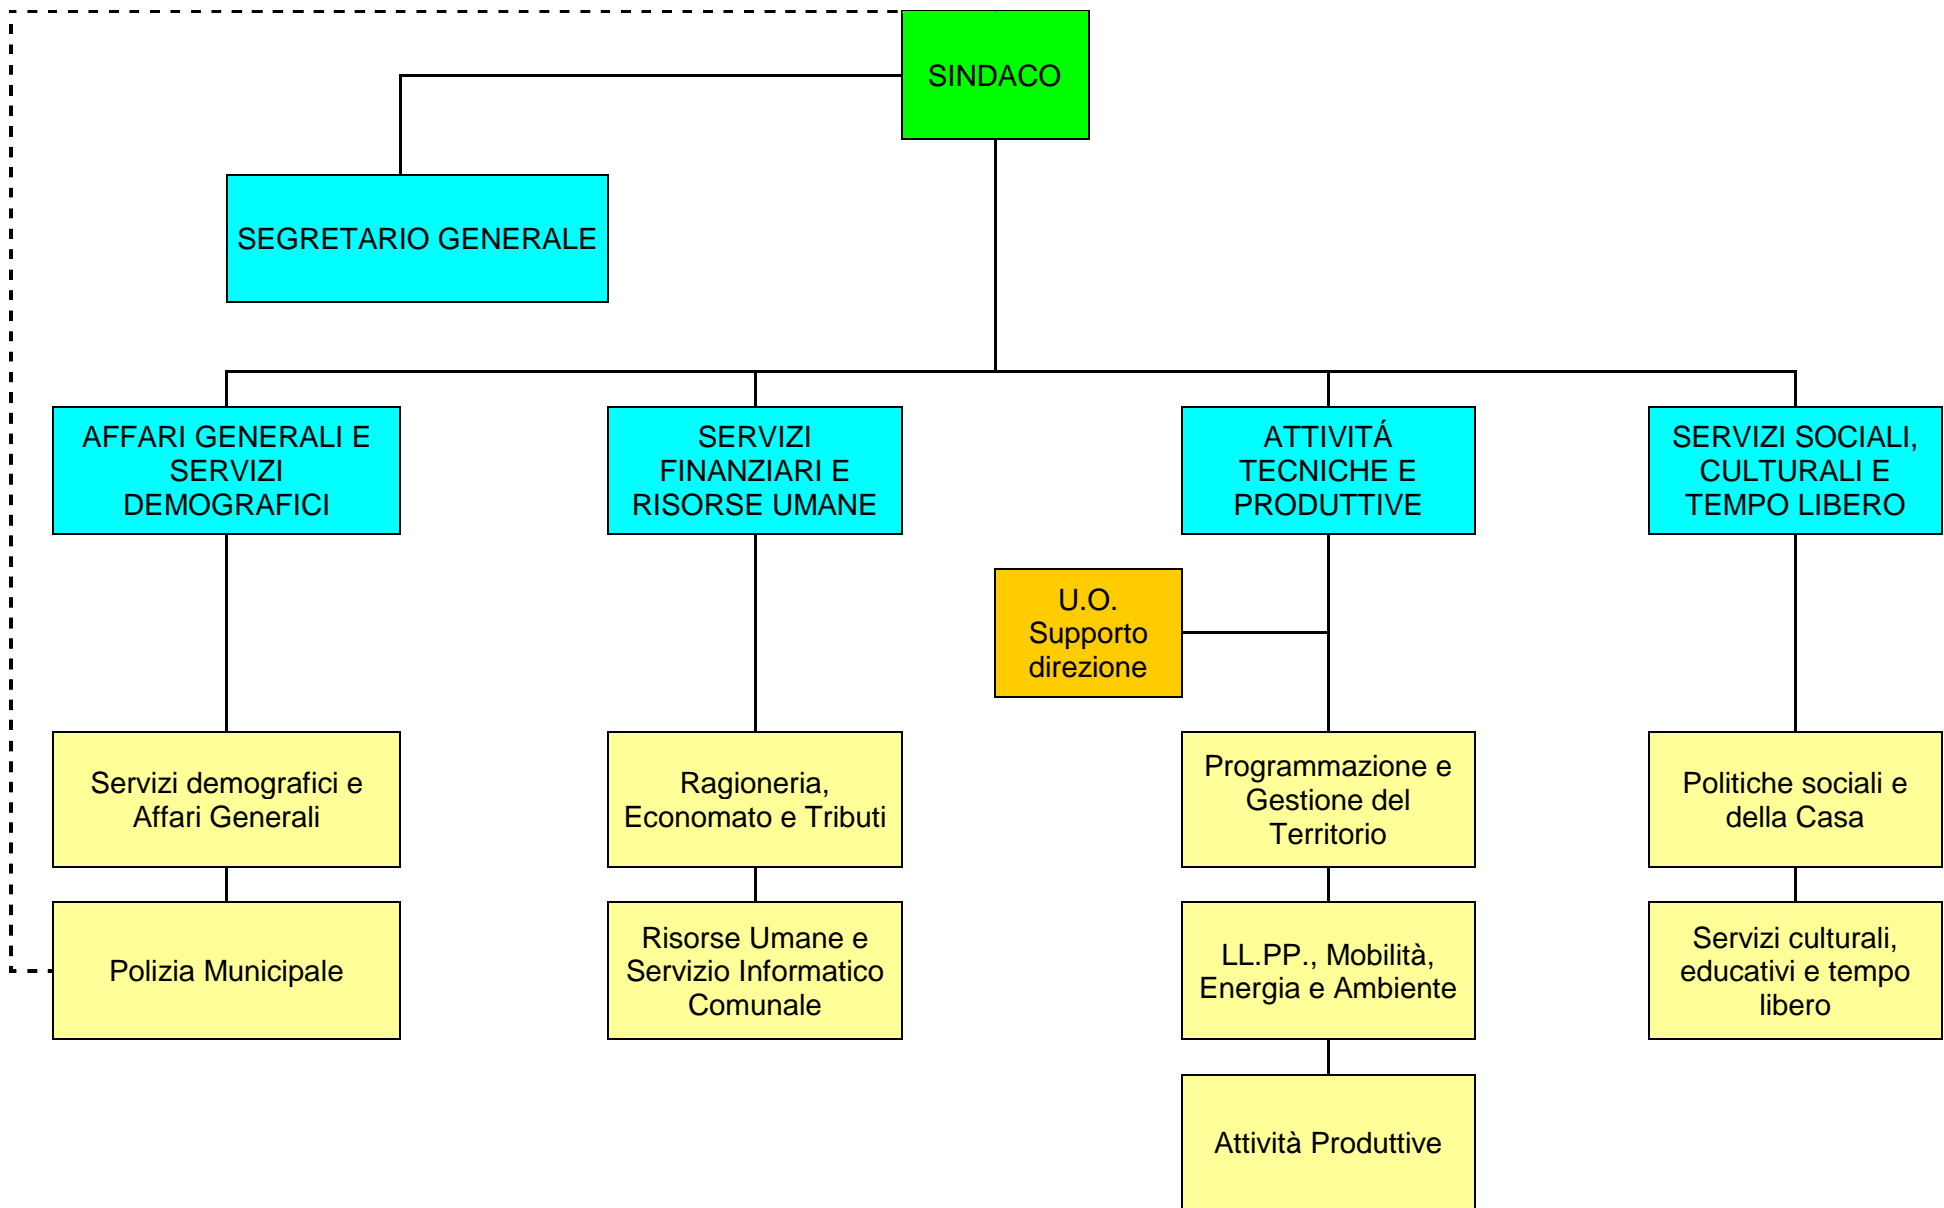 SINDACO
SEGRETARIO GENERALE
AFFARI GENERALI E
SERVIZI
DEMOGRAFICI
SERVIZI
FINANZIARI E
RISORSE UMANE
ATTIVITÁ
TECNICHE E
PRODUTTIVE
SERVIZI SOCIALI,
CULTURALI E
TEMPO LIBERO
U.O.
Supporto
direzione
Servizi demografici e
Affari Generali
Ragioneria,
Economato e Tributi
Programmazione e
Gestione del
Territorio
Politiche sociali e
della Casa
Polizia Municipale
Risorse Umane e
Servizio Informatico
Comunale
LL.PP., Mobilità,
Energia e Ambiente
Servizi culturali,
educativi e tempo
libero
Attività Produttive